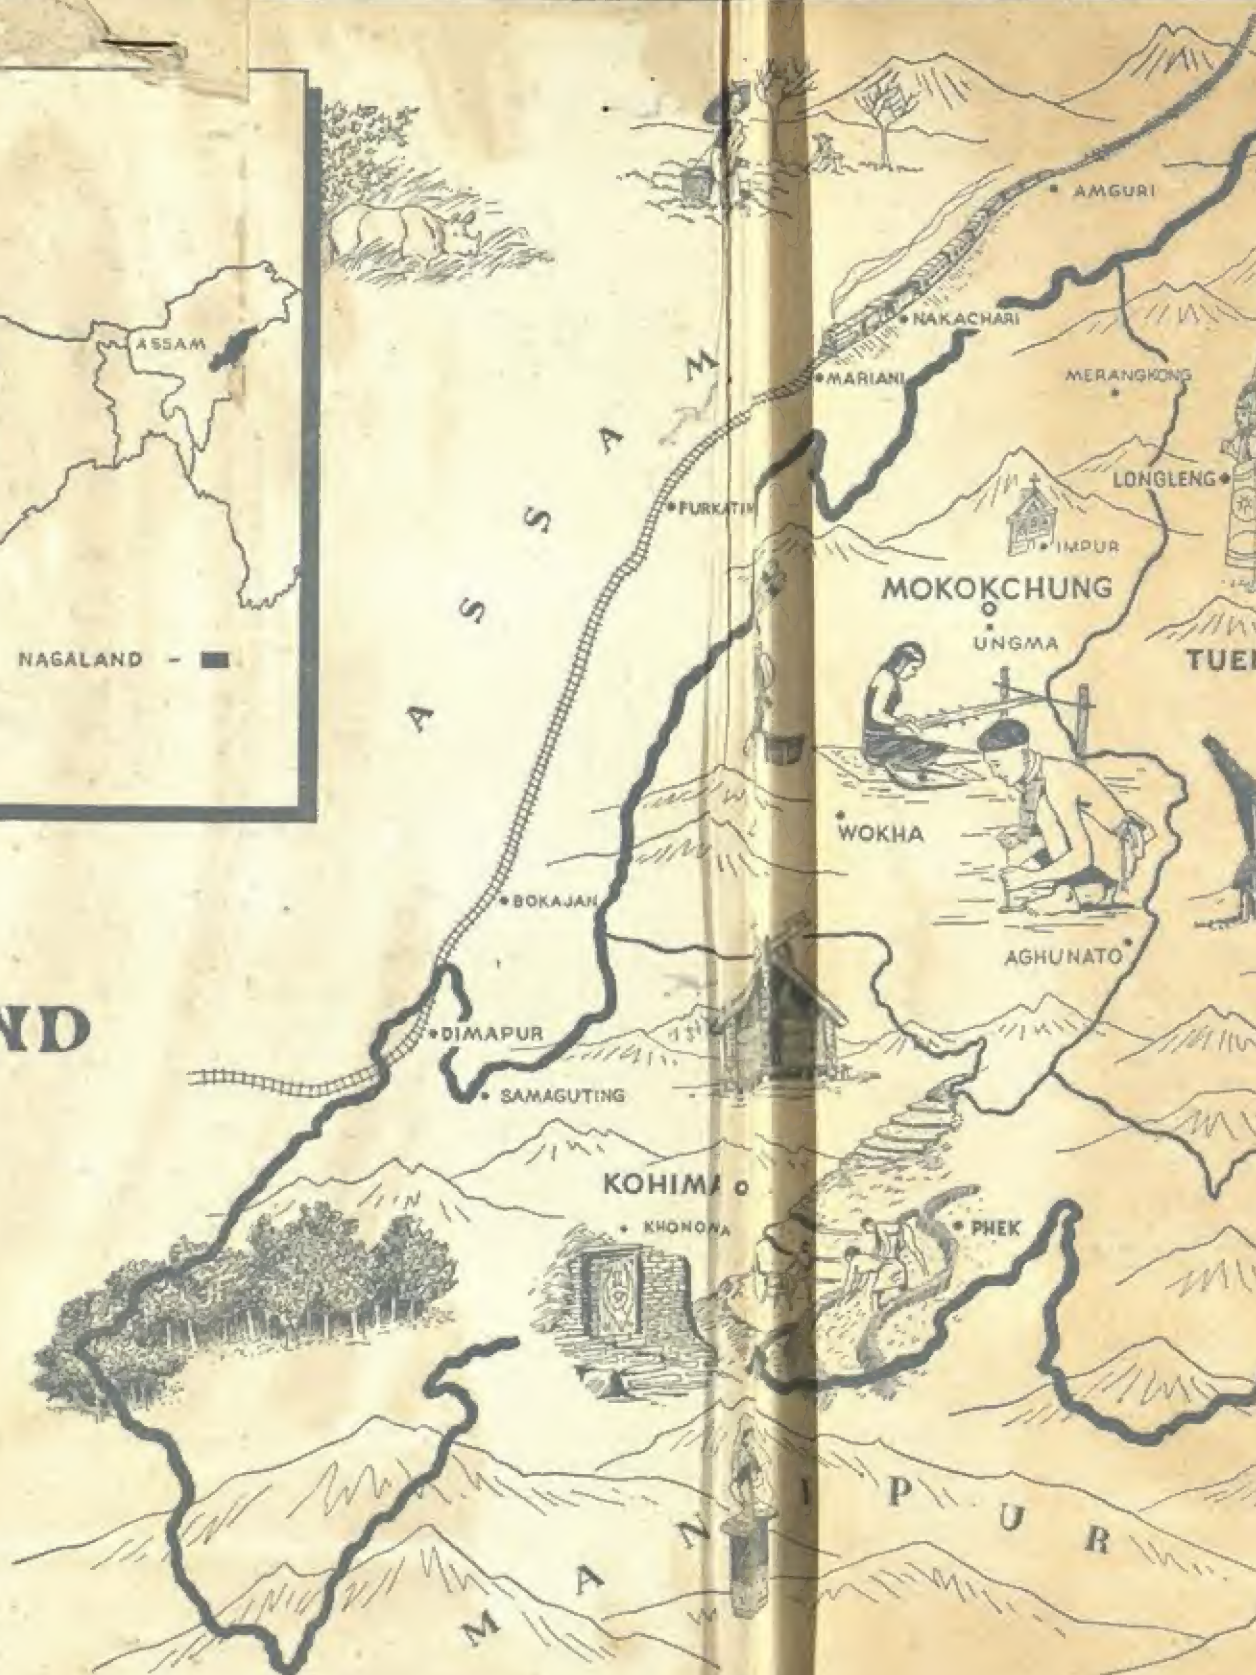 ASSAM
NAGALAND -
ND
ASSAM
AMGURI
NAKACHARI
MARIANI
MERANGKONG
LONGLENG
IMPUR
MOKOKCHUNG
UNGMA
TUE
WOKHA
BOKAJAN
AGHUNATO
DIMAPUR
SAMAGUTING
KOHIMA
KHONOMA
PHEK
MANIPUR